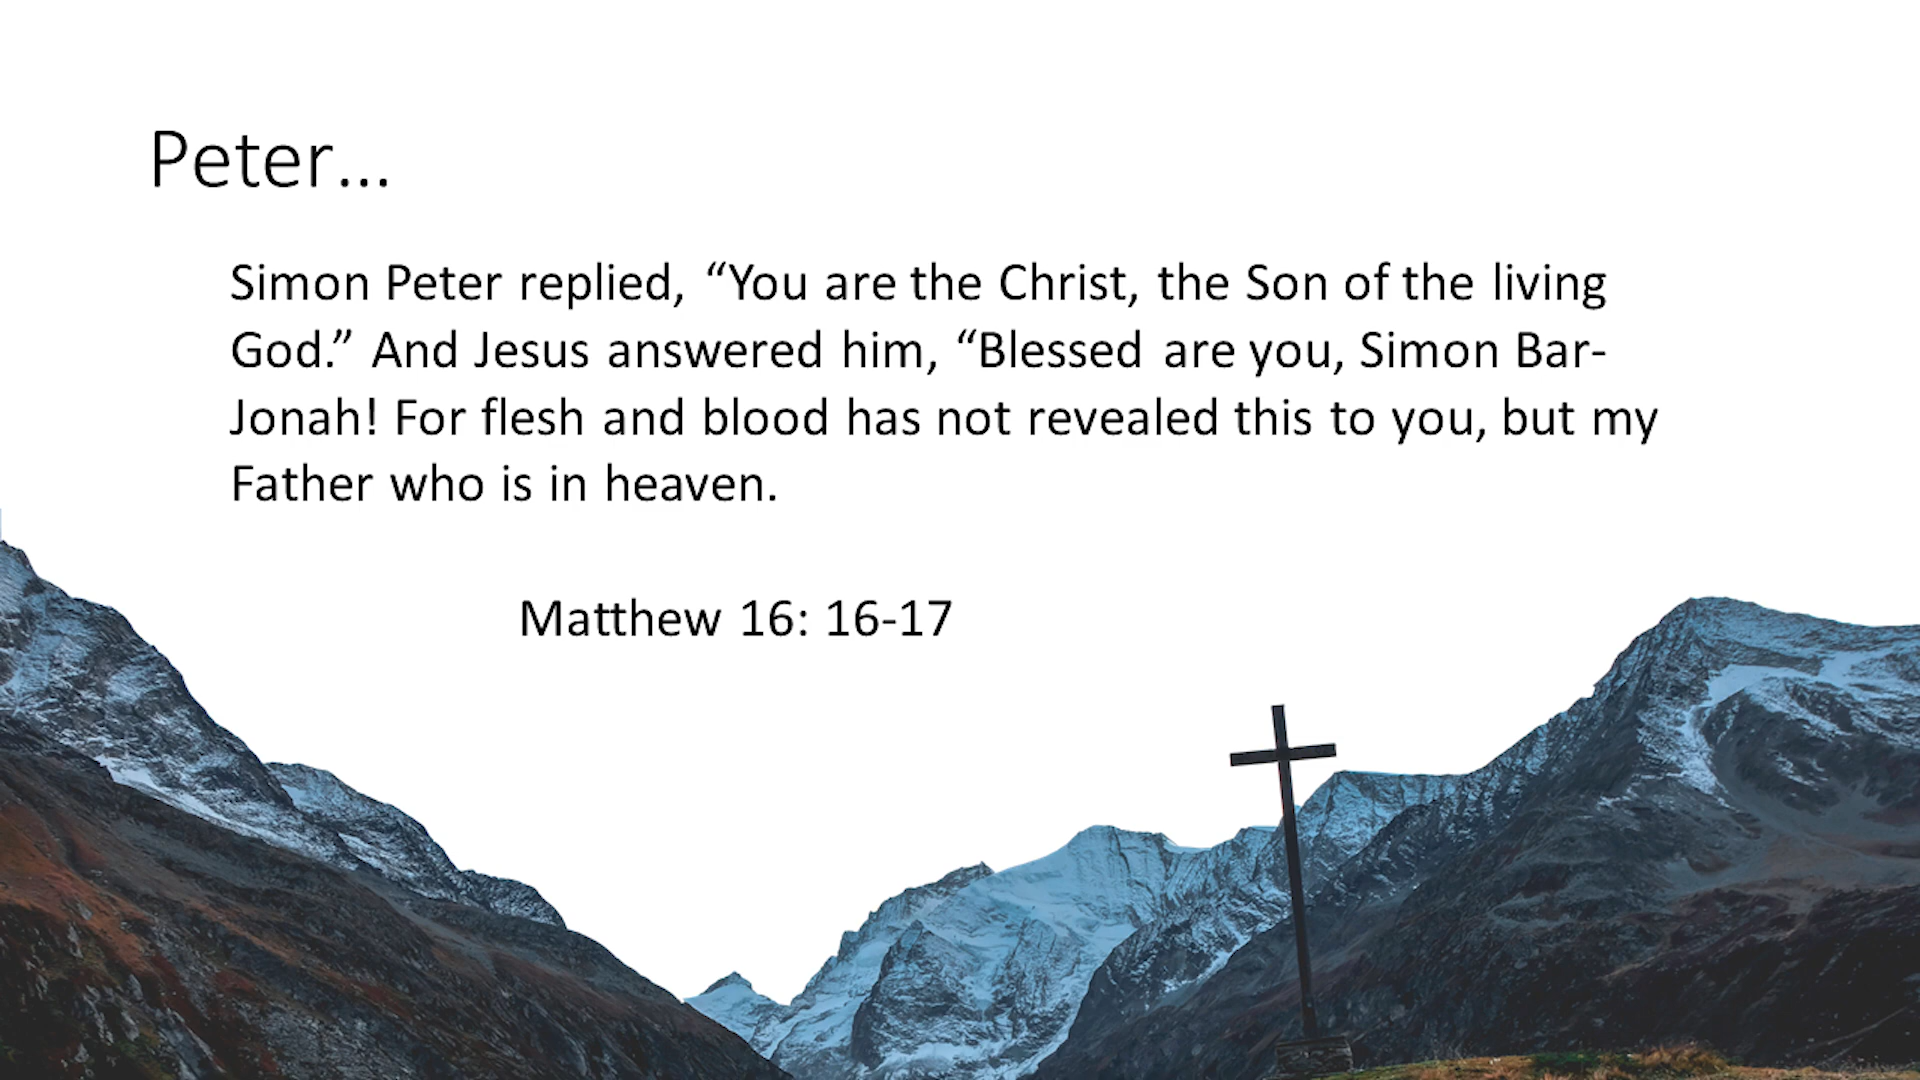 Peter…
Simon Peter replied, “You are the Christ, the Son of the living
God.” And Jesus answered him, “Blessed are you, Simon Bar-
Jonah! For flesh and blood has not revealed this to you, but my
Father who is in heaven.
Matthew 16: 16-17